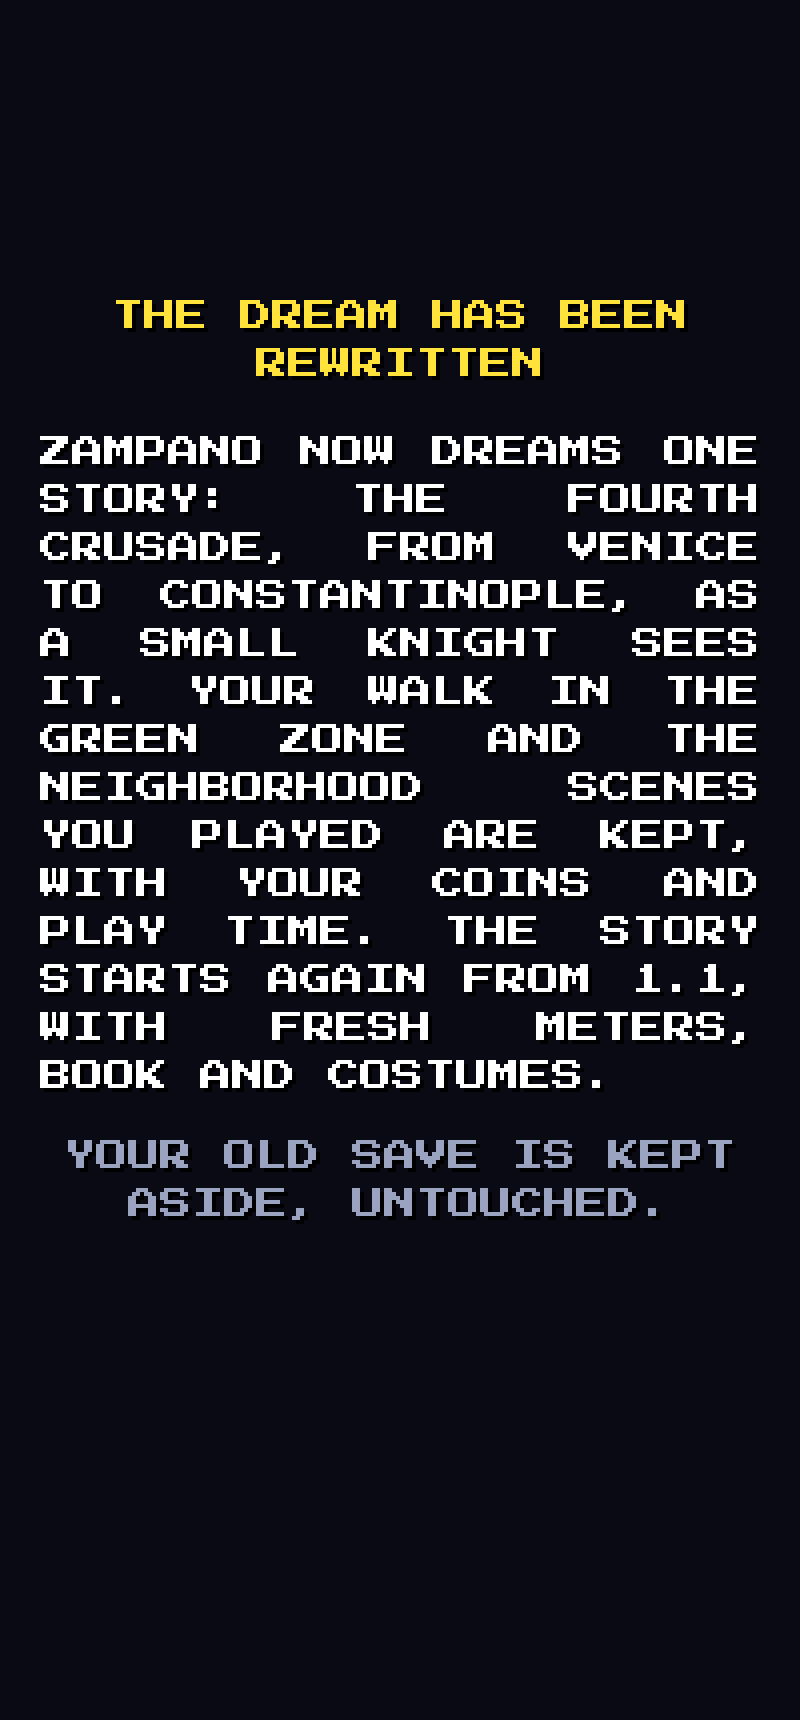 THE DREAM HAS BEEN
REWRITTEN
ZAMPANO NOW DREAMS ONE
STORY: THE FOURTH
CRUSADE, FROM VENICE
TO CONSTANTINOPLE, AS
A SMALL KNIGHT SEES
IT. YOUR WALK IN THE
GREEN ZONE AND THE
NEIGHBORHOOD SCENES
YOU PLAYED ARE KEPT,
WITH YOUR COINS AND
PLAY TIME. THE STORY
STARTS AGAIN FROM 1.1,
WITH FRESH METERS,
BOOK AND COSTUMES.
YOUR OLD SAVE IS KEPT
ASIDE, UNTOUCHED.